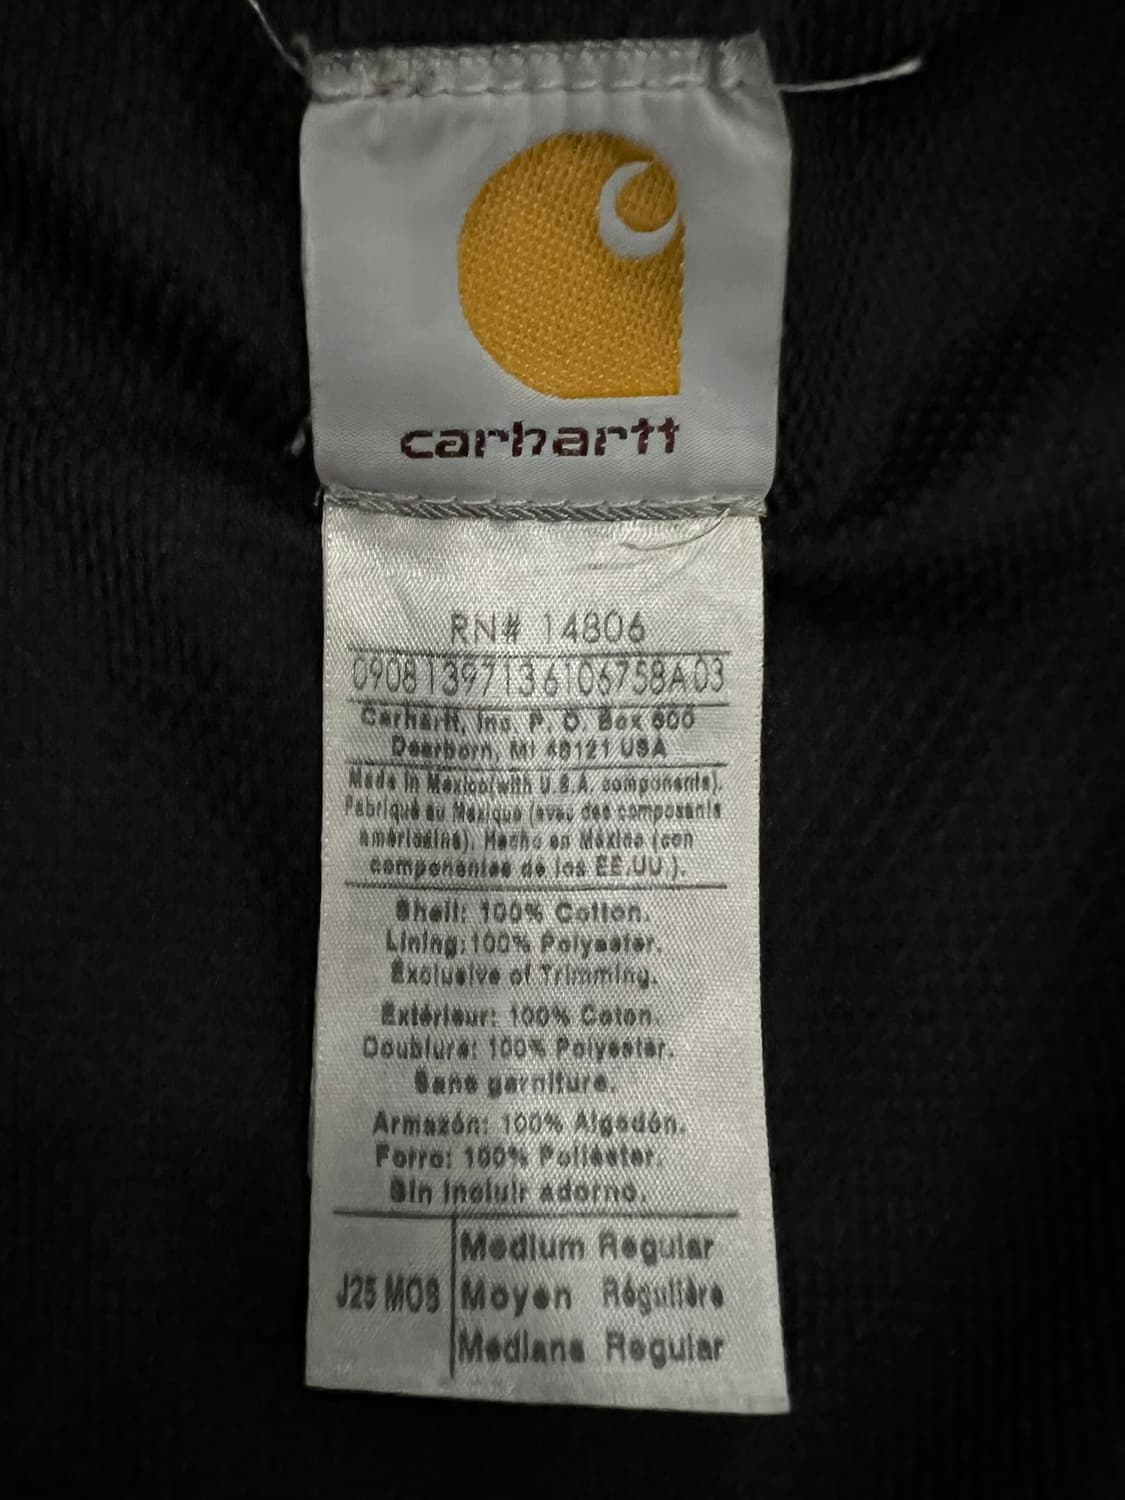 carhartt
RN# 14806
09081397136106758A03
Carhartt, Inc. P. O. Box 600
Dearborn, MI 48121 USA
Made in Mexico(with U.S.A. components).
Fabriqué au Mexique (avec des composants
américains). Hecho en México (con
componentes de los EE.UU.).
Shell: 100% Cotton.
Lining:100% Polyester.
Exclusive of Trimming.
Extérieur: 100% Coton.
Doublure: 100% Polyester.
Sans garniture.
Armazón: 100% Algodón.
Forro: 100% Poliéster.
Sin incluir adorno.
J25 MOS
Medium Regular
Moyen Régulière
Mediana Regular